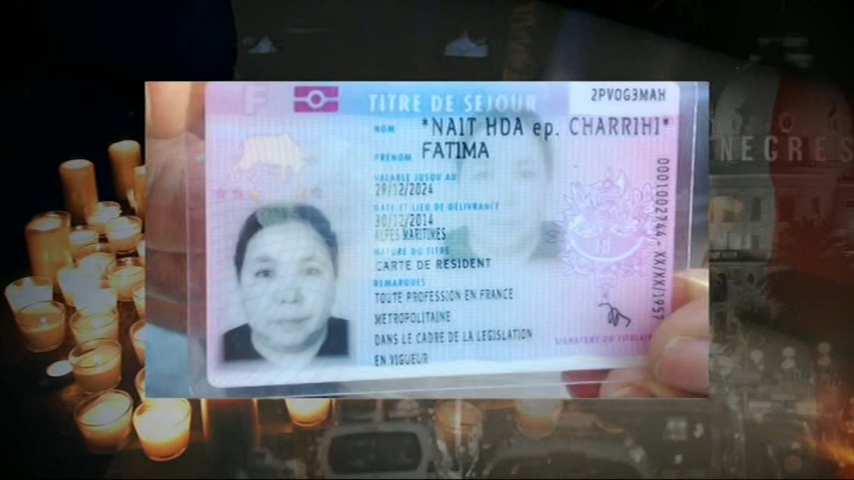 F
TITRE DE SÉJOUR
2PVOG3MAH
NOM *NAIT HDA ep. CHARRIHI*
PRÉNOM FATIMA
VALABLE JUSQU'AU
29/12/2024
DATE ET LIEU DE DÉLIVRANCE
30/12/2014
ALPES MARITIMES
NATURE DU TITRE
CARTE DE RESIDENT
REMARQUES
TOUTE PROFESSION EN FRANCE
METROPOLITAINE
DANS LE CADRE DE LA LEGISLATION
EN VIGUEUR
SIGNATURE DU TITULAIRE
0001002764 - XX/XX/1957
NEGRES